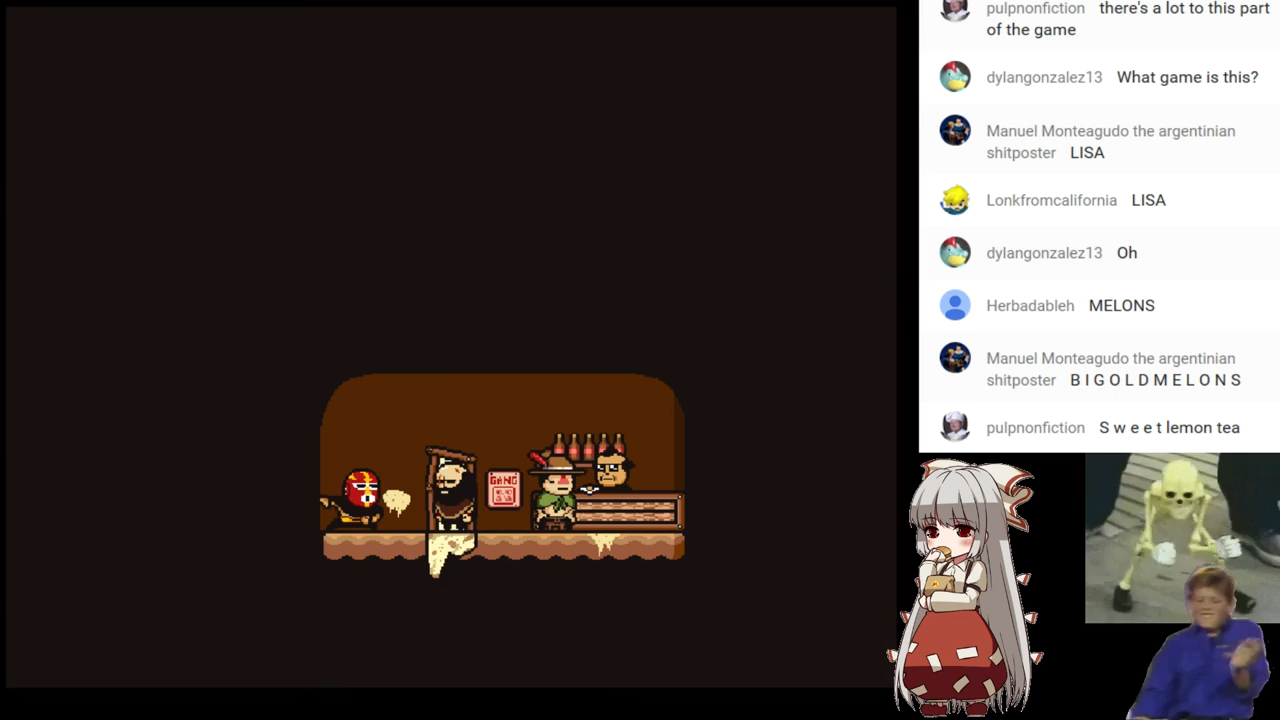 pulpnonfiction there's a lot to this part
of the game
dylangonzalez13 What game is this?
Manuel Monteagudo the argentinian
shitposter LISA
Lonkfromcalifornia LISA
dylangonzalez13 Oh
Herbadableh MELONS
Manuel Monteagudo the argentinian
shitposter B I G O L D M E L O N S
pulpnonfiction S w e e t lemon tea
GANG